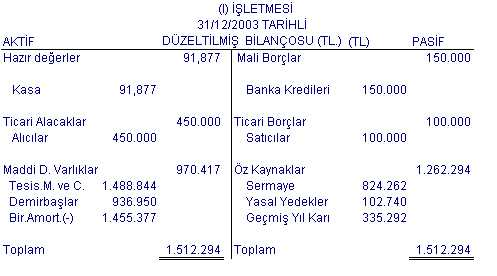 (I) İŞLETMESİ
31/12/2003 TARİHLİ
AKTİF DÜZELTİLMİŞ BİLANÇOSU (TL.) (TL) PASİF
Hazır değerler 91,877 Mali Borçlar 150.000
Kasa 91,877 Banka Kredileri 150.000
Ticari Alacaklar 450.000 Ticari Borçlar 100.000
Alıcılar 450.000 Satıcılar 100.000
Maddi D. Varlıklar 970.417 Öz Kaynaklar 1.262.294
Tesis.M. ve C. 1.488.844 Sermaye 824.262
Demirbaşlar 936.950 Yasal Yedekler 102.740
Bir.Amort.(-) 1.455.377 Geçmiş Yıl Karı 335.292
Toplam 1.512.294 Toplam 1.512.294